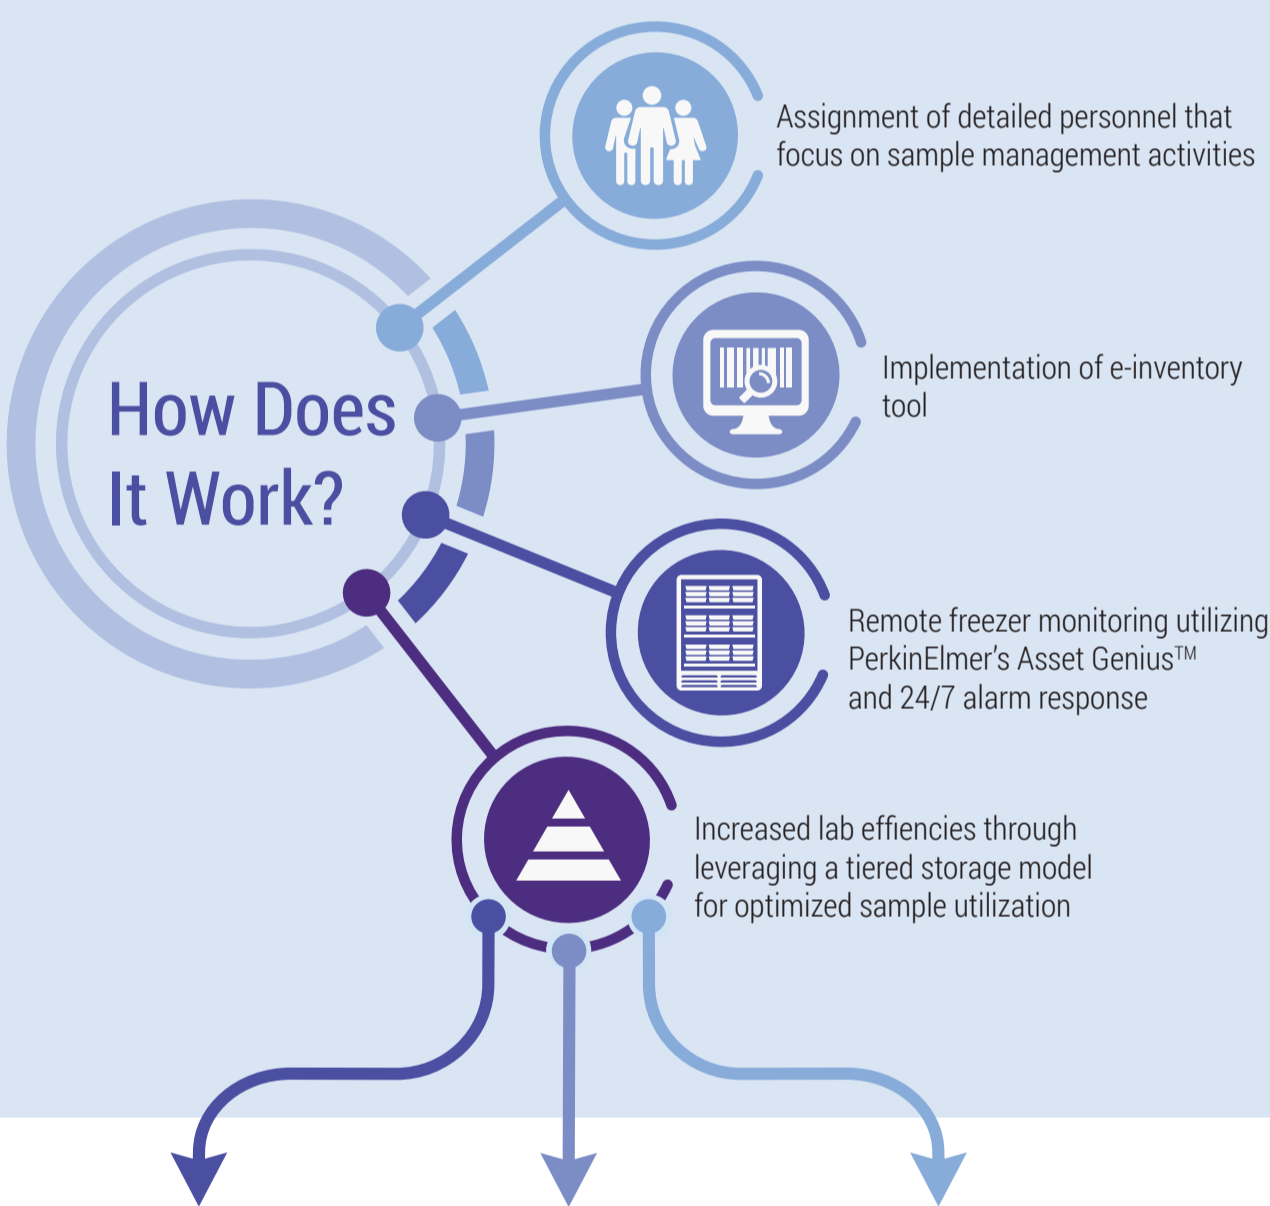 Assignment of detailed personnel that
focus on sample management activities
How Does
It Work?
Implementation of e-inventory
tool
Remote freezer monitoring utilizing
PerkinElmer's Asset Genius™
and 24/7 alarm response
Increased lab effiencies through
leveraging a tiered storage model
for optimized sample utilization